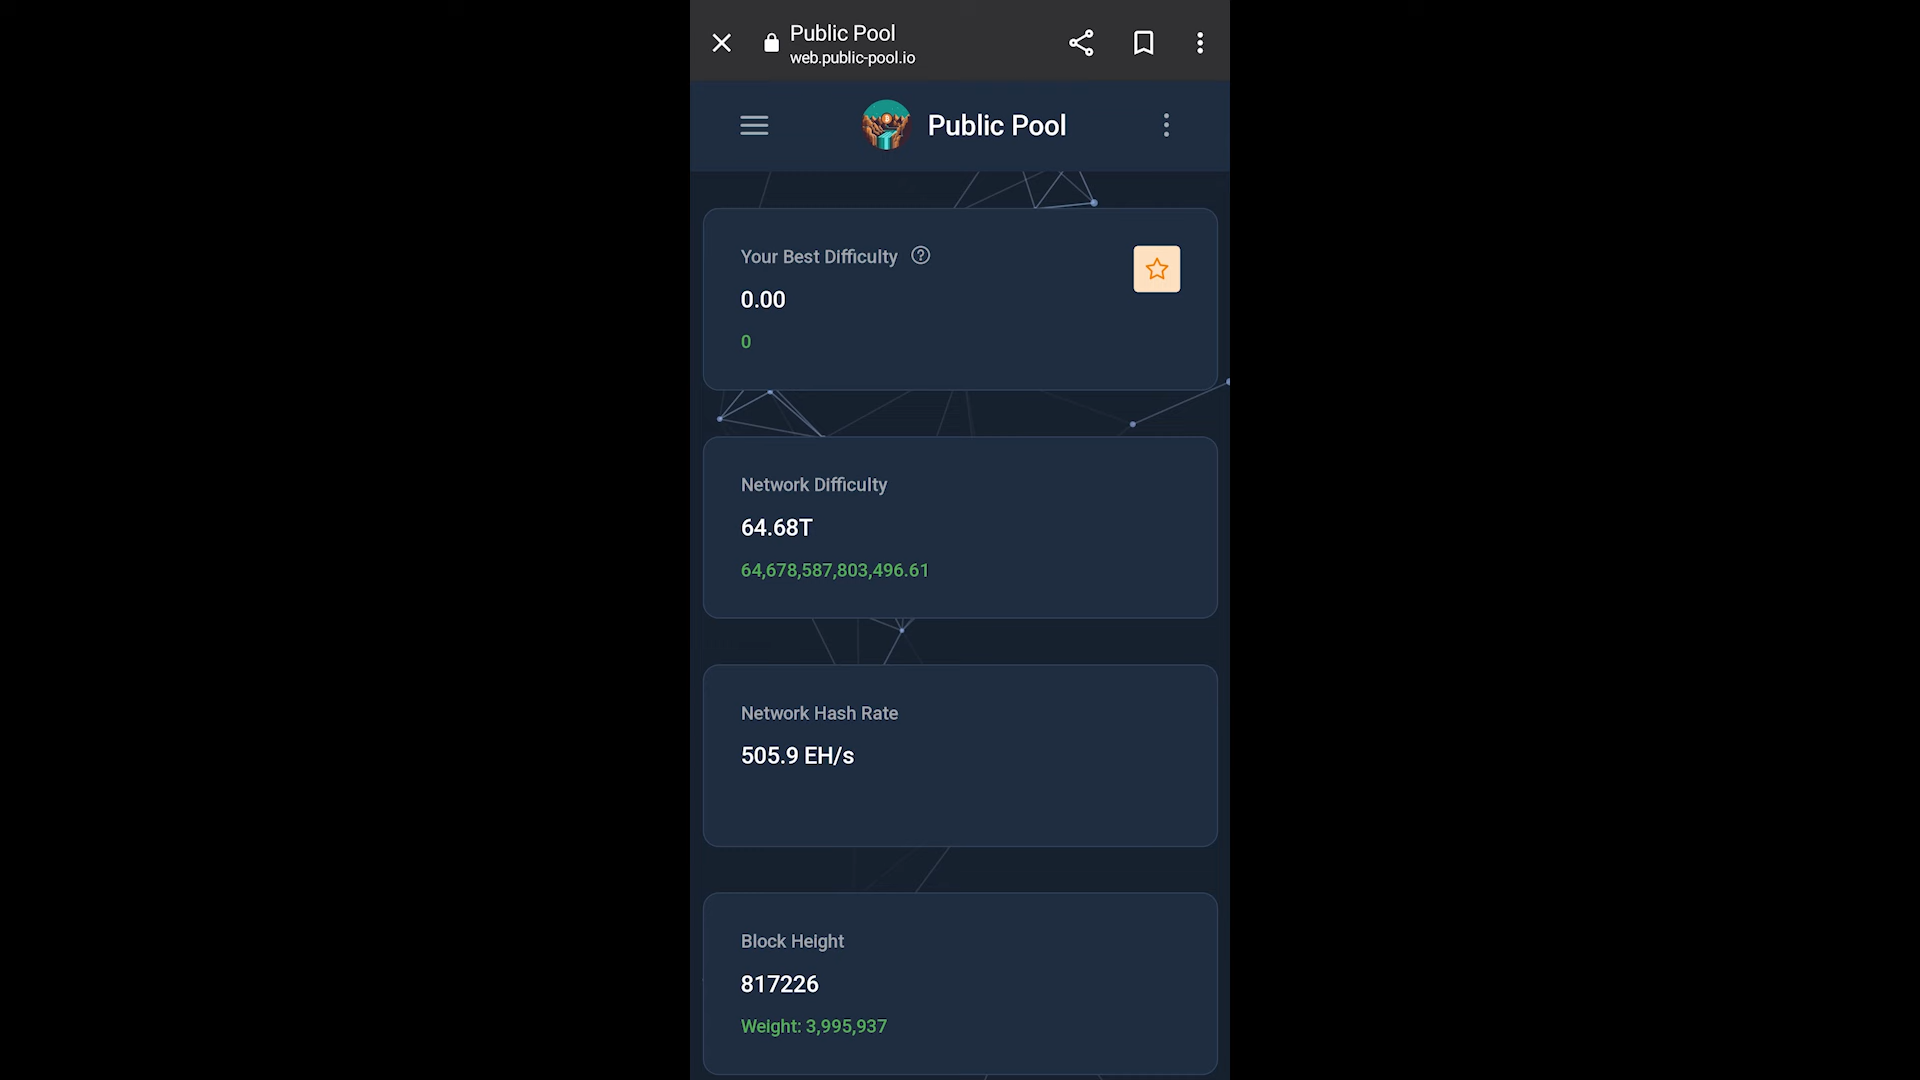 Public Pool
web.public-pool.io
Public Pool
Your Best Difficulty
0.00
0
Network Difficulty
64.68T
64,678,587,803,496.61
Network Hash Rate
505.9 EH/s
Block Height
817226
Weight: 3,995,937